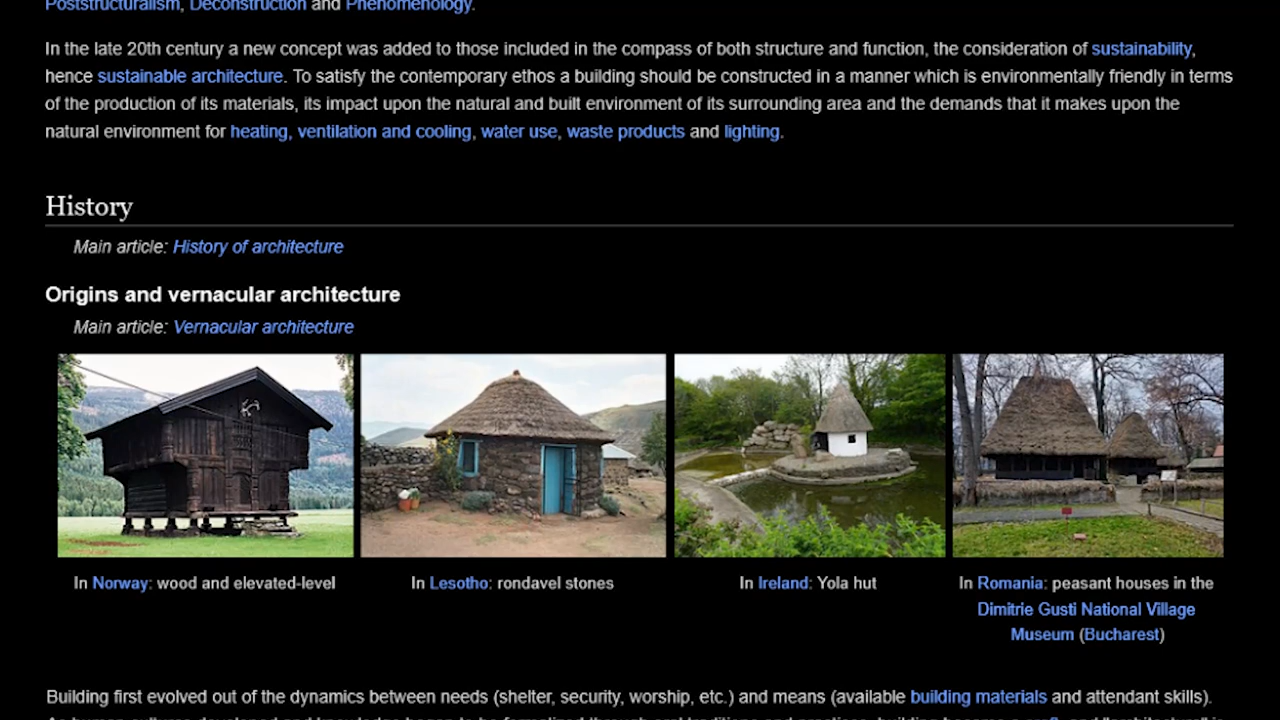 Poststructuralism, Deconstruction and Phenomenology.
In the late 20th century a new concept was added to those included in the compass of both structure and function, the consideration of sustainability,
hence sustainable architecture. To satisfy the contemporary ethos a building should be constructed in a manner which is environmentally friendly in terms
of the production of its materials, its impact upon the natural and built environment of its surrounding area and the demands that it makes upon the
natural environment for heating, ventilation and cooling, water use, waste products and lighting.
History
Main article: History of architecture
Origins and vernacular architecture
Main article: Vernacular architecture
In Norway: wood and elevated-level
In Lesotho: rondavel stones
In Ireland: Yola hut
In Romania: peasant houses in the
Dimitrie Gusti National Village
Museum (Bucharest)
Building first evolved out of the dynamics between needs (shelter, security, worship, etc.) and means (available building materials and attendant skills).